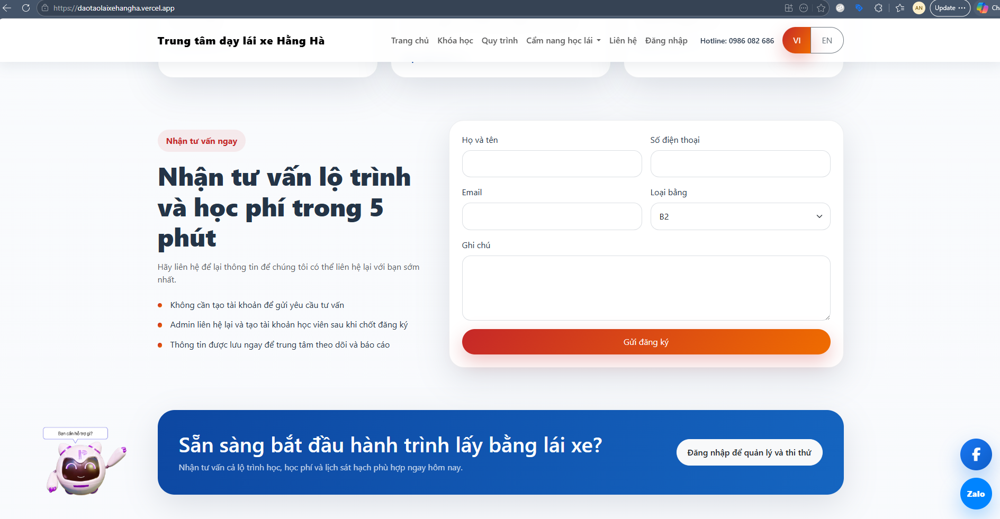 https://daotaolaixehangha.vercel.app
AN
Update
Trung tâm dạy lái xe Hằng Hà
Trang chủ
Khóa học
Quy trình
Cẩm nang học lái
Liên hệ
Đăng nhập
Hotline: 0986 082 686
VI
EN
Nhận tư vấn ngay
Nhận tư vấn lộ trình
và học phí trong 5
phút
Hãy liên hệ để lại thông tin để chúng tôi có thể liên hệ lại với bạn sớm
nhất.
Không cần tạo tài khoản để gửi yêu cầu tư vấn
Admin liên hệ lại và tạo tài khoản học viên sau khi chốt đăng ký
Thông tin được lưu ngay để trung tâm theo dõi và báo cáo
Họ và tên
Số điện thoại
Email
Loại bằng
B2
Ghi chú
Gửi đăng ký
Bạn cần hỗ trợ gì?
Sẵn sàng bắt đầu hành trình lấy bằng lái xe?
Nhận tư vấn cả lộ trình học, học phí và lịch sát hạch phù hợp ngay hôm nay.
Đăng nhập để quản lý và thi thử
Zalo